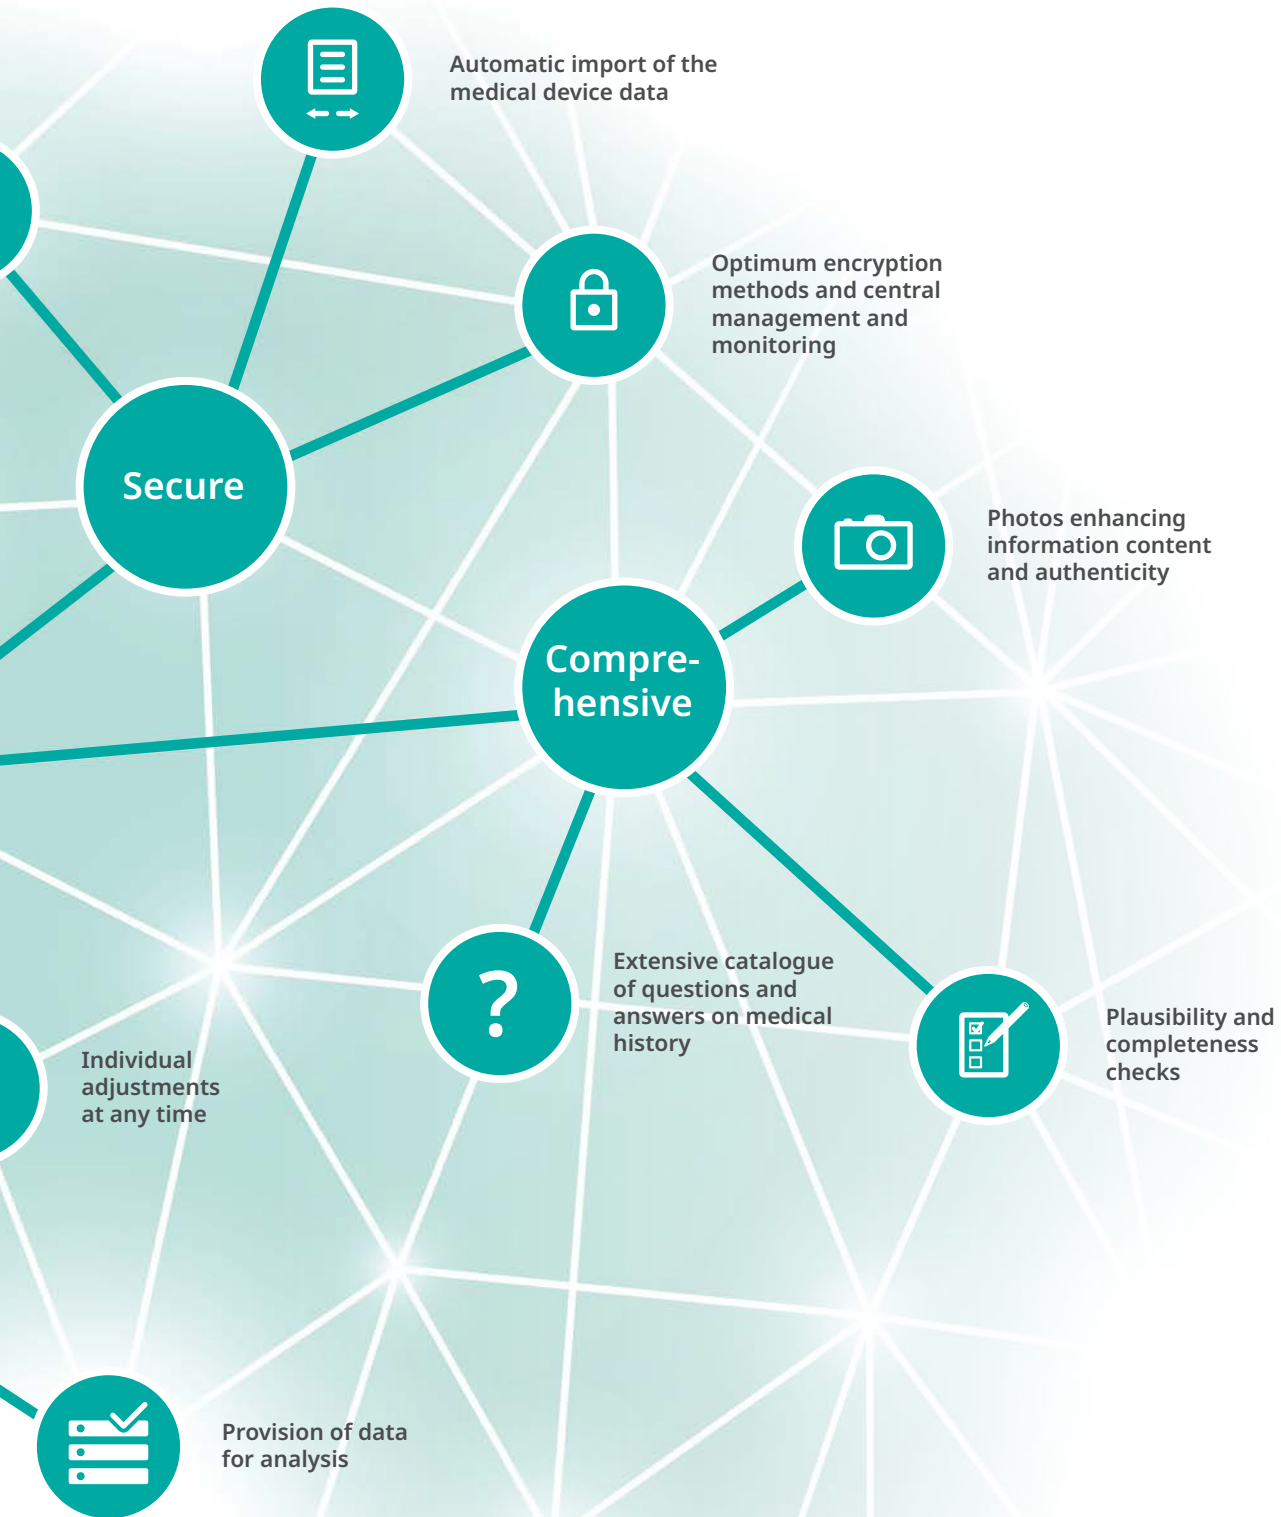 Automatic import of the
medical device data
Optimum encryption
methods and central
management and
monitoring
Secure
Photos enhancing
information content
and authenticity
Compre-
hensive
?
Extensive catalogue
of questions and
answers on medical
history
Plausibility and
completeness
checks
Individual
adjustments
at any time
Provision of data
for analysis